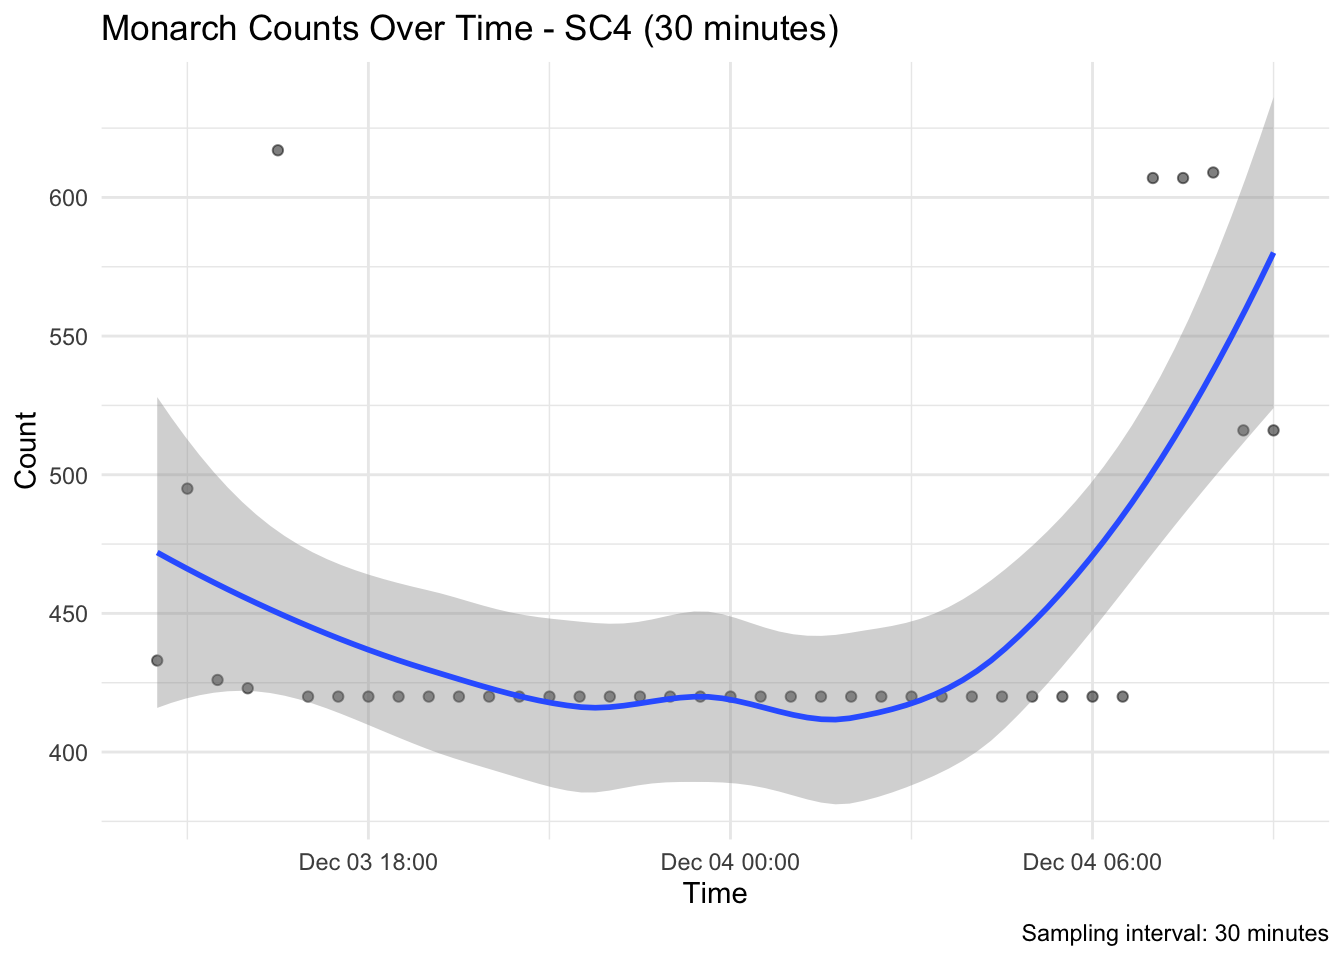 Monarch Counts Over Time - SC4 (30 minutes)
600
550
500
450
400
Count
Dec 03 18:00
Dec 04 00:00
Dec 04 06:00
Time
Sampling interval: 30 minutes